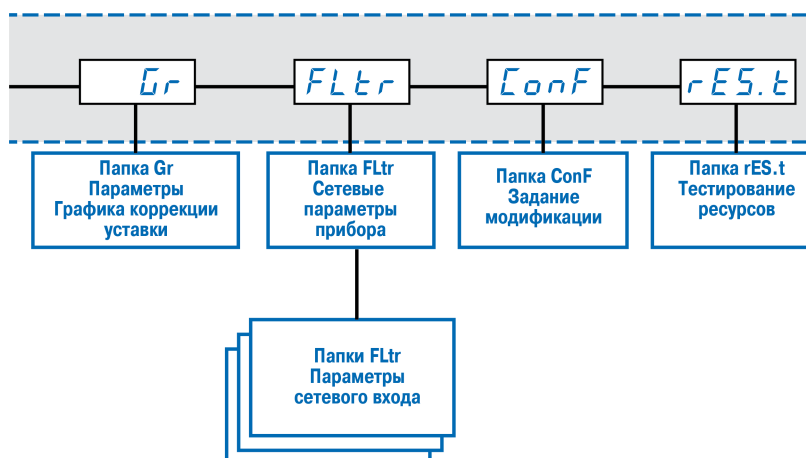 Gr
FLtr
ConF
rES.t
Папка Gr
Параметры
Графика коррекции
уставки
Папка FLtr
Сетевые
параметры
прибора
Папка ConF
Задание
модификации
Папка rES.t
Тестирование
ресурсов
Папки FLtr
Параметры
сетевого входа